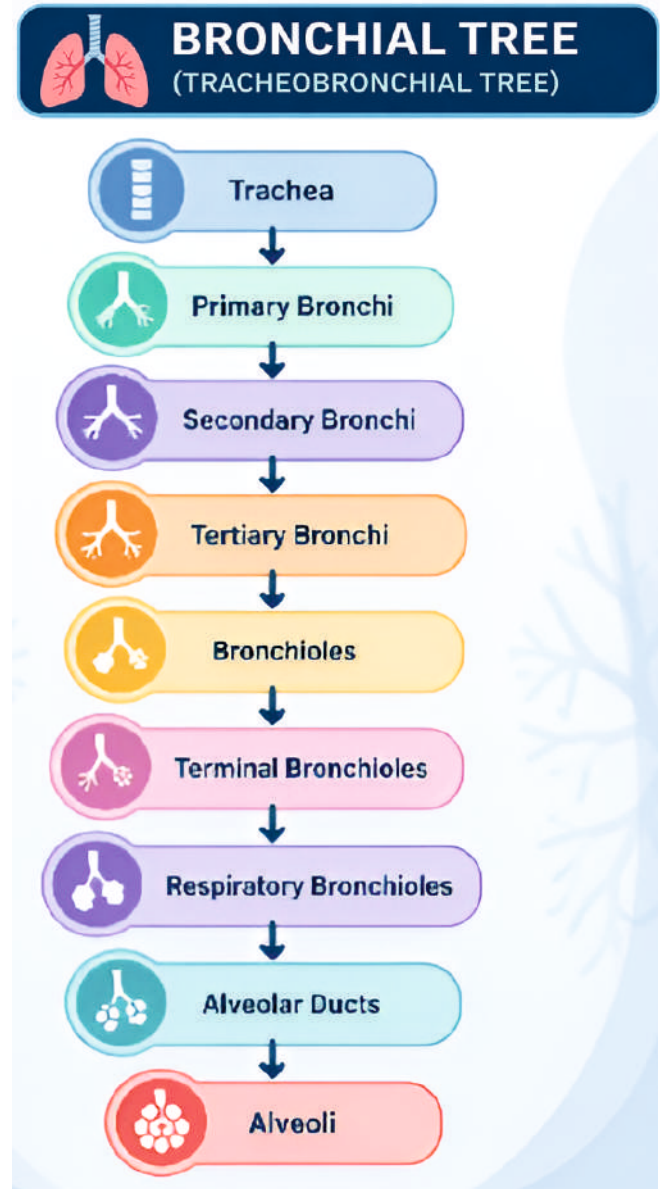 BRONCHIAL TREE
(TRACHEOBRONCHIAL TREE)
Trachea
Primary Bronchi
Secondary Bronchi
Tertiary Bronchi
Bronchioles
Terminal Bronchioles
Respiratory Bronchioles
Alveolar Ducts
Alveoli